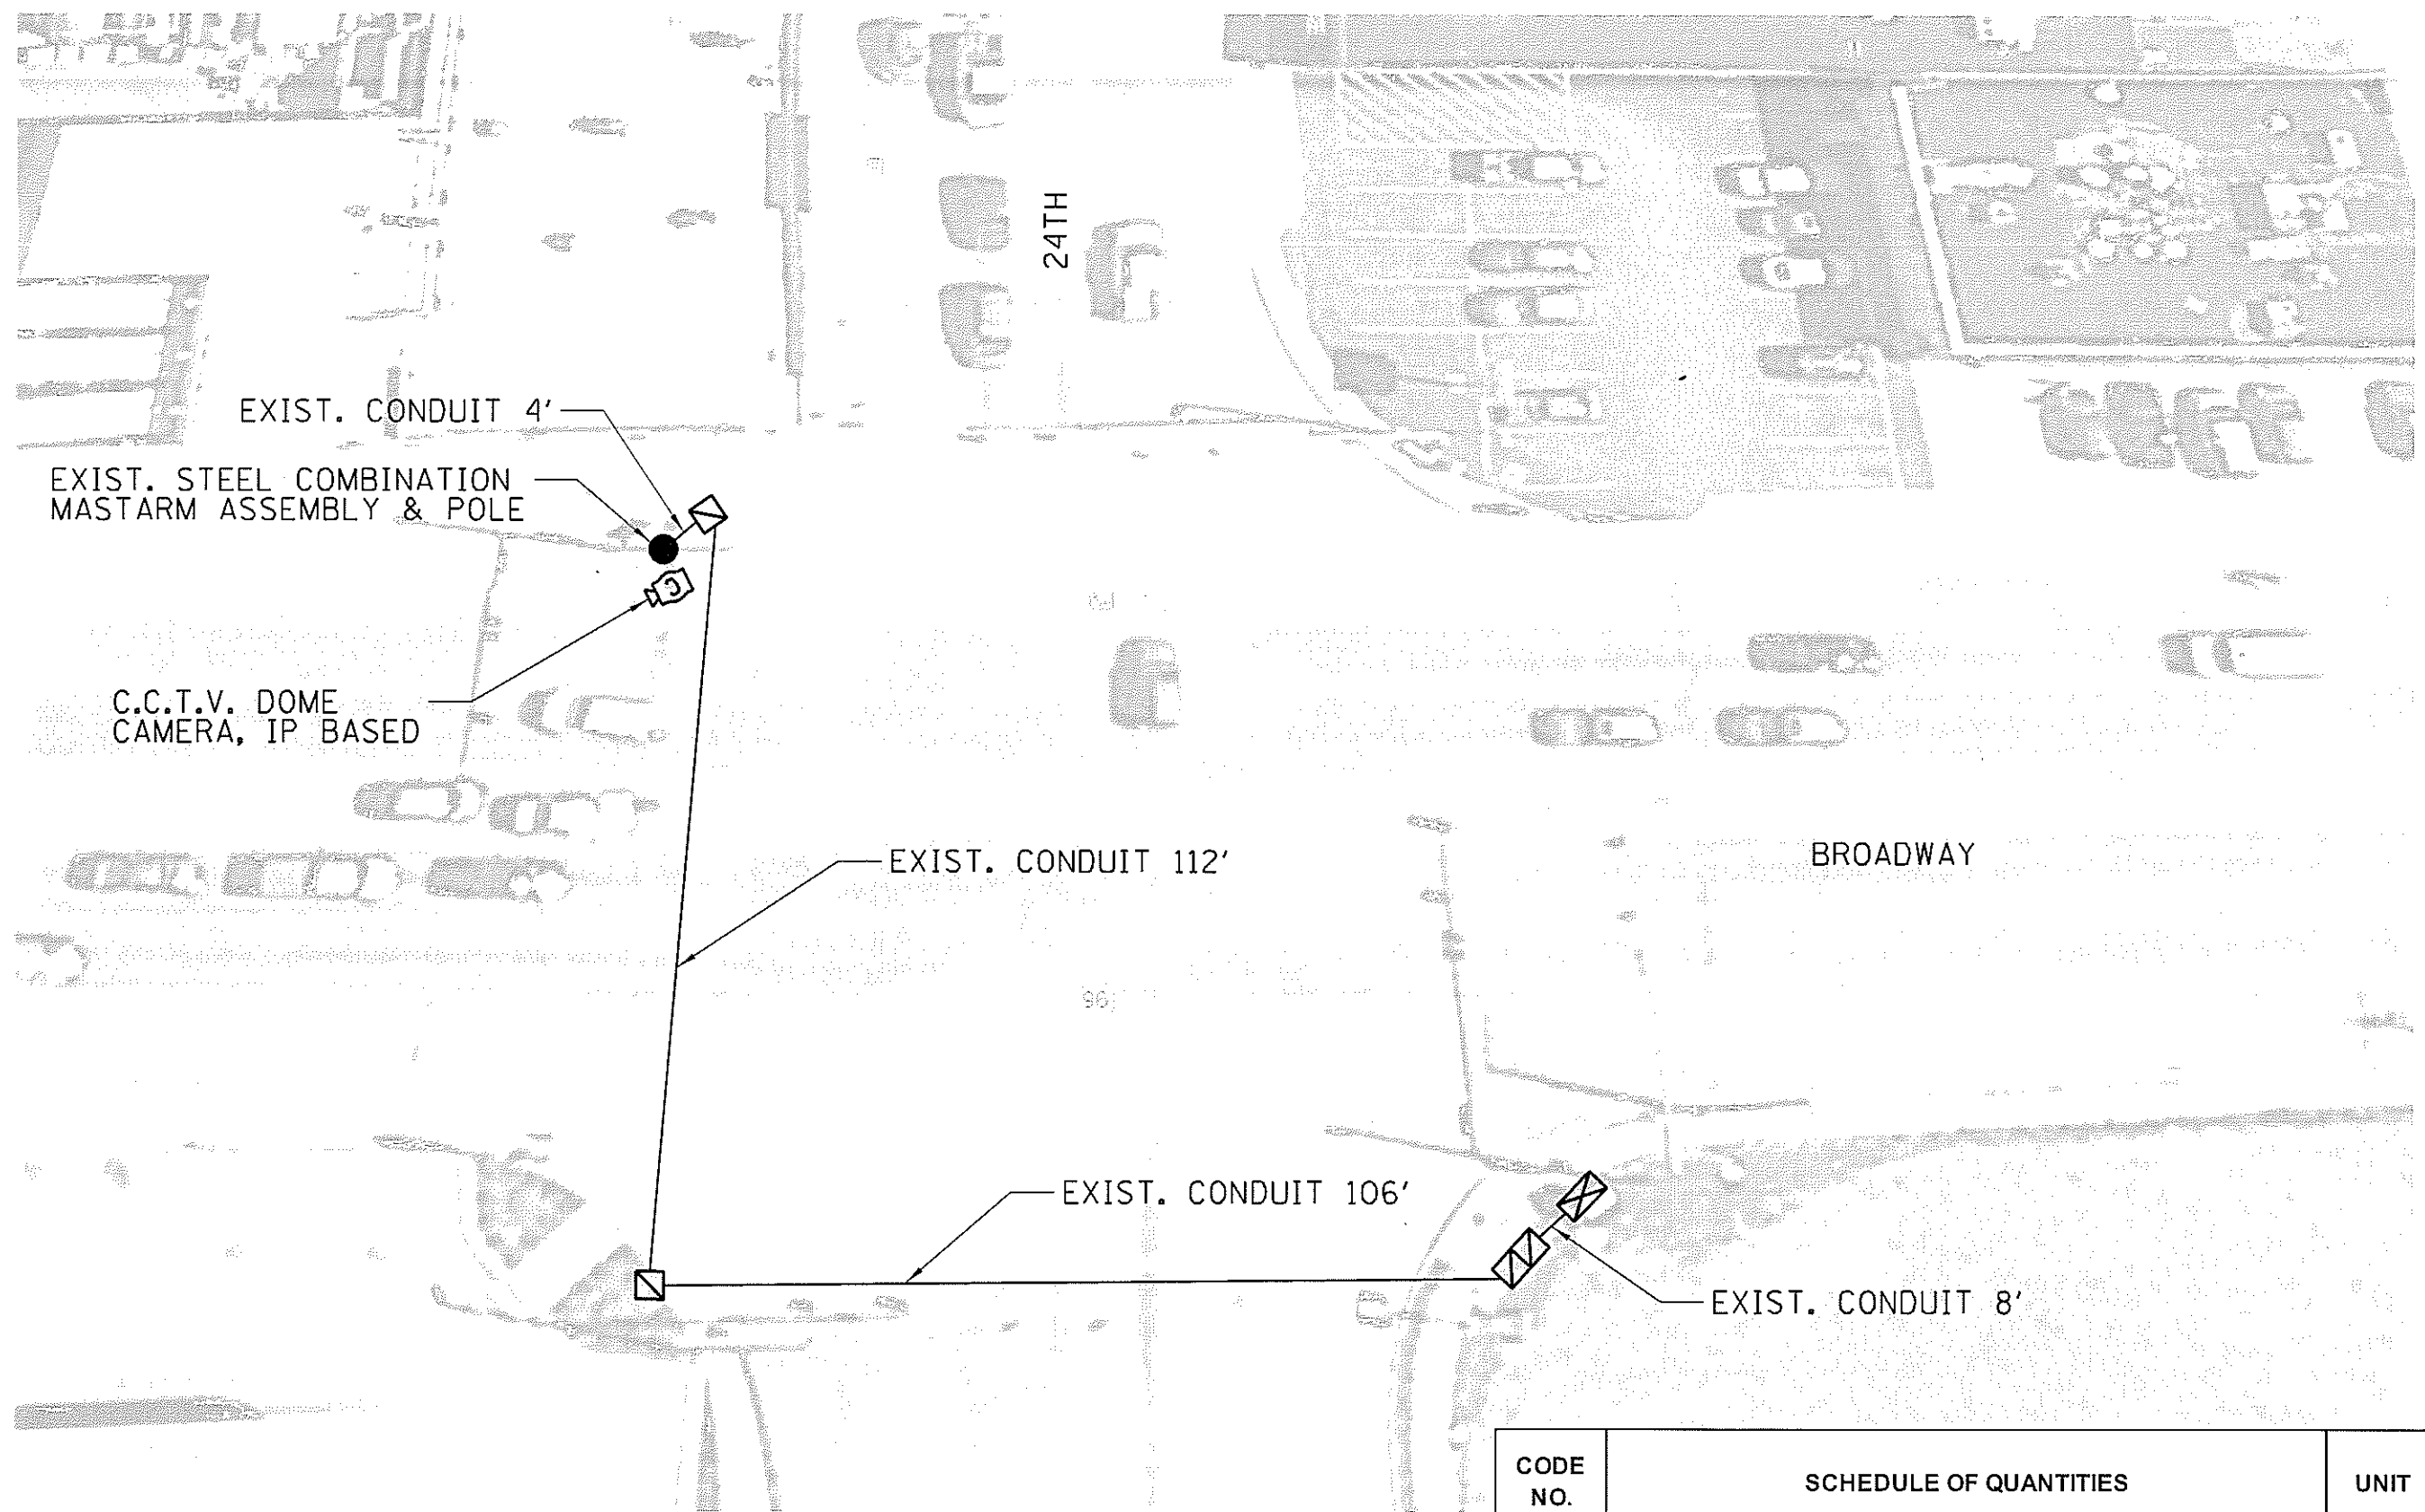 24TH
EXIST. CONDUIT 4'
EXIST. STEEL COMBINATION
MASTARM ASSEMBLY & POLE
C.C.T.V. DOME
CAMERA, IP BASED
EXIST. CONDUIT 112'
BROADWAY
EXIST. CONDUIT 106'
EXIST. CONDUIT 8'
CODE
NO.
SCHEDULE OF QUANTITIES
UNIT